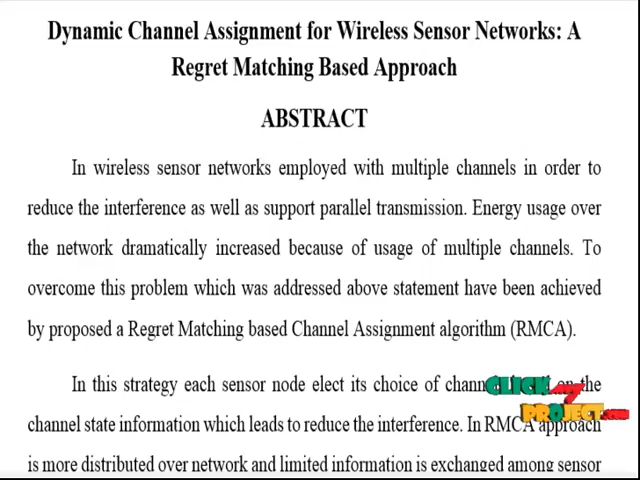 Dynamic Channel Assignment for Wireless Sensor Networks: A
Regret Matching Based Approach
ABSTRACT
In wireless sensor networks employed with multiple channels in order to
reduce the interference as well as support parallel transmission. Energy usage over
the network dramatically increased because of usage of multiple channels. To
overcome this problem which was addressed above statement have been achieved
by proposed a Regret Matching based Channel Assignment algorithm (RMCA).
In this strategy each sensor node elect its choice of the
channel state information which leads to reduce the interference. In RMCA approach
is more distributed over network and limited information is exchanged among sensor
CLICK
PROJECT.com